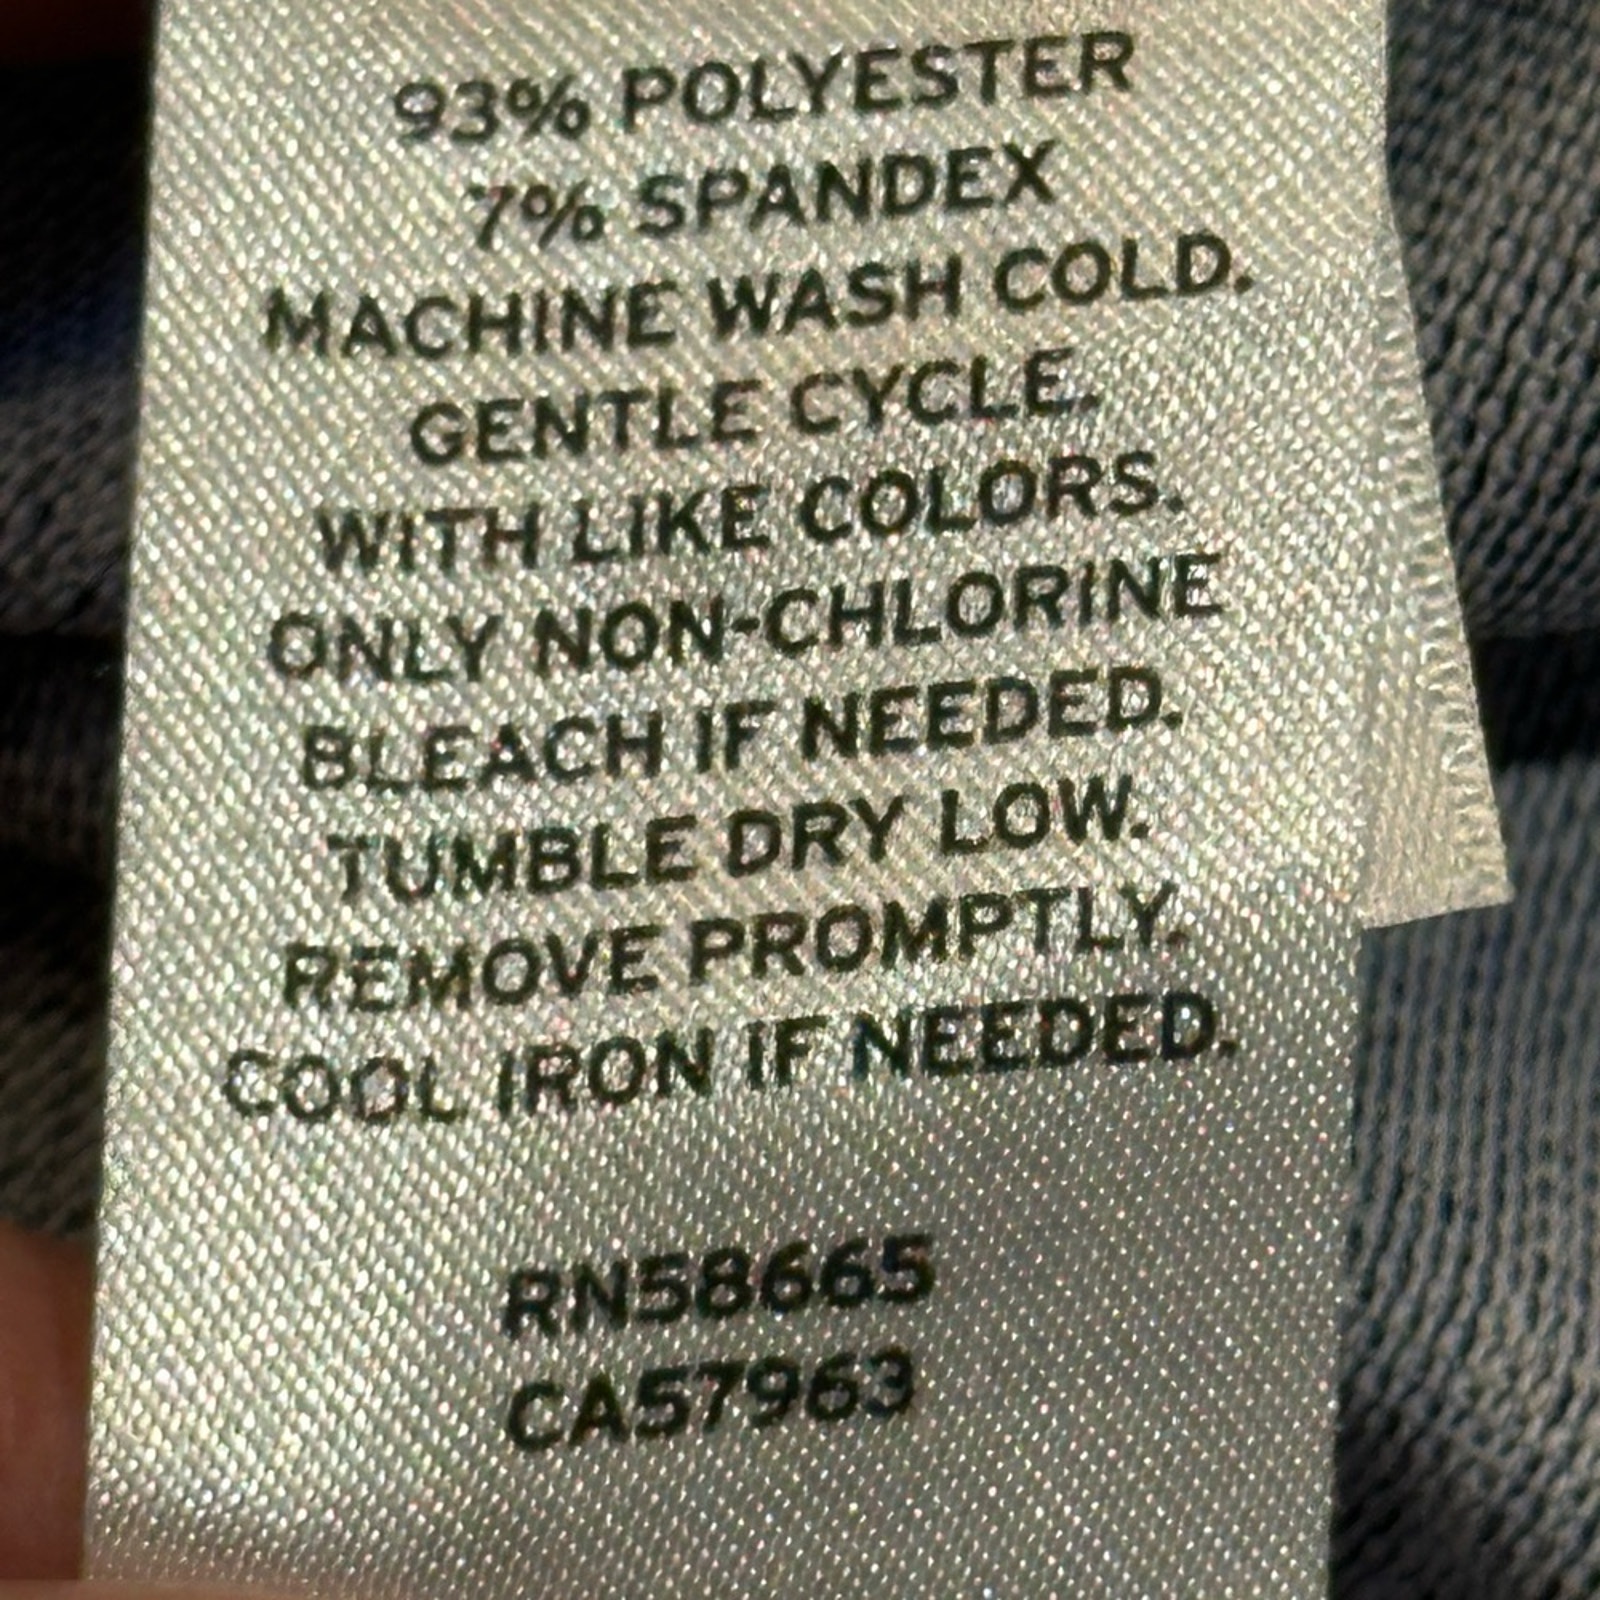 93% POLYESTER
7% SPANDEX
MACHINE WASH COLD.
GENTLE CYCLE.
WITH LIKE COLORS.
ONLY NON-CHLORINE
BLEACH IF NEEDED.
TUMBLE DRY LOW.
REMOVE PROMPTLY.
COOL IRON IF NEEDED.
RN58665
CA57963